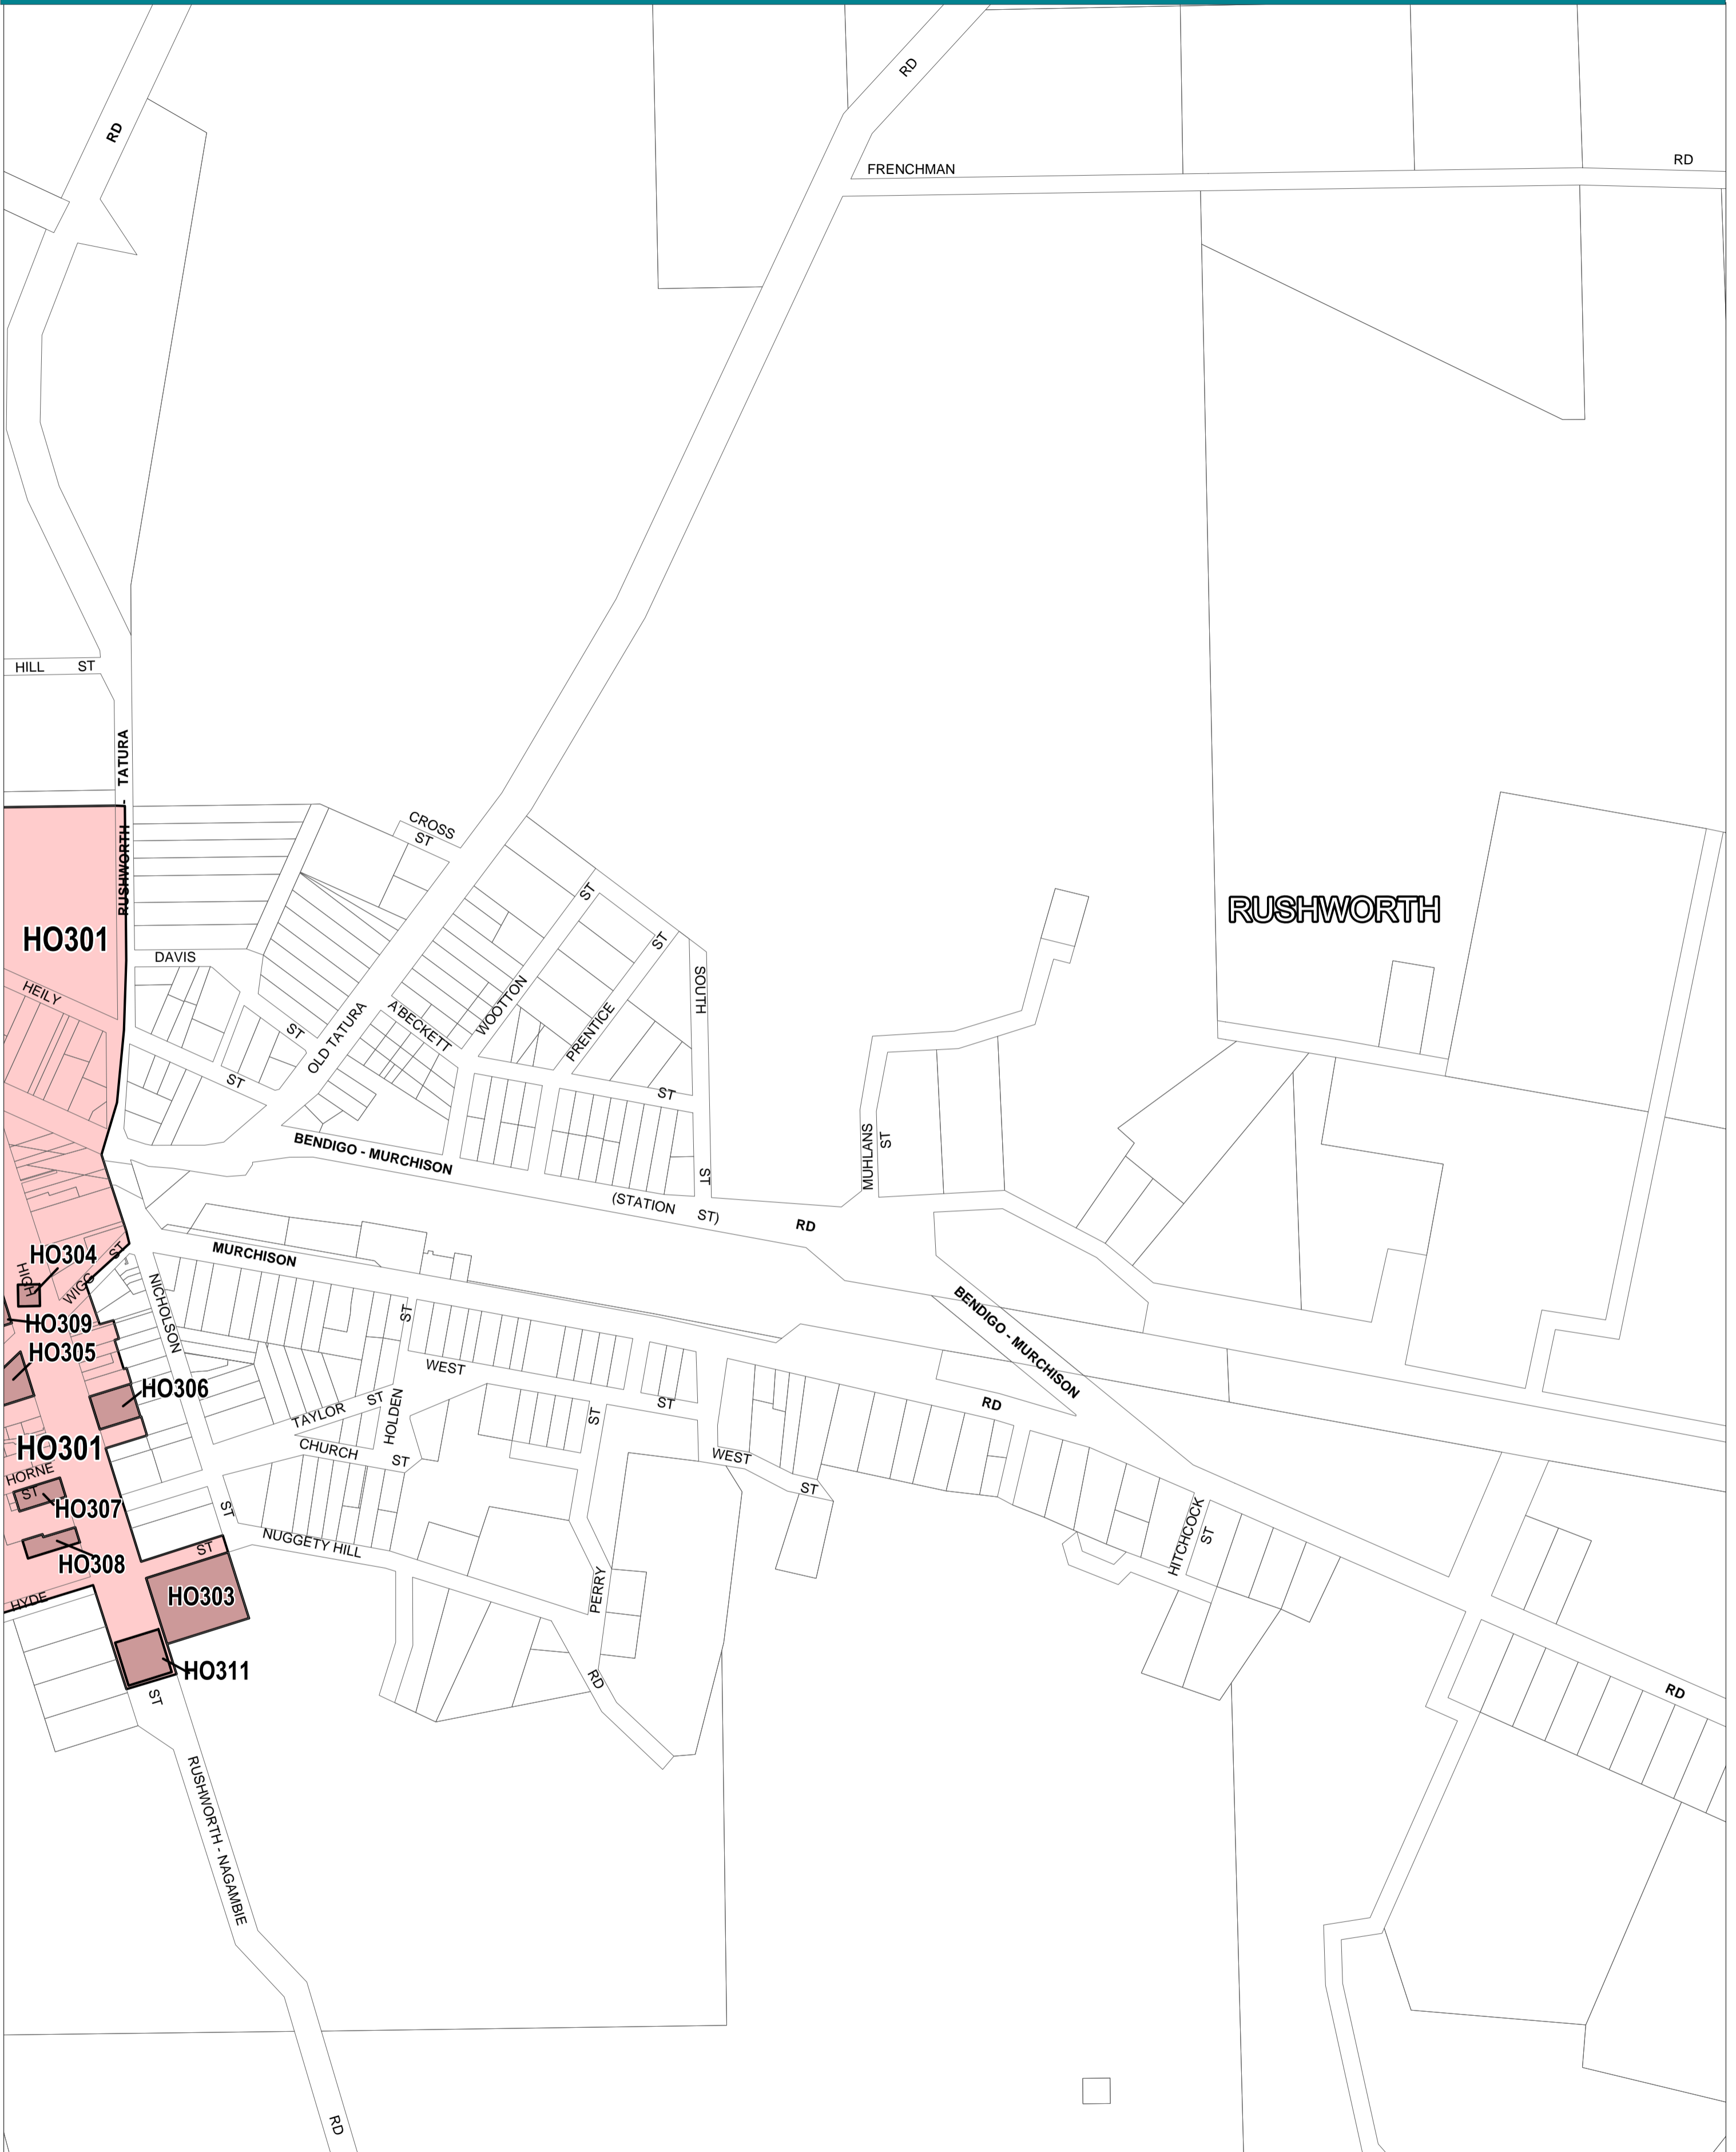 RD
RD
FRENCHMAN
RD
HILL ST
RUSHWORTH - TATURA
CROSS
ST
HO301
DAVIS
ST
HEILY
ST
OLD TATURA
A'BECKETT
WOOTTON
ST
PRENTICE
ST
SOUTH
ST
ST
RUSHWORTH
MUHLANS
ST
BENDIGO - MURCHISON
(STATION ST)
RD
MURCHISON
HO304
HIGH
WIGG ST
HO309
HO305
HO306
NICHOLSON
ST
HO301
HORNE
ST
HO307
HO308
HYDE
ST
HO303
HO311
ST
WEST
ST
TAYLOR ST
HOLDEN
ST
CHURCH ST
NUGGETY HILL
RD
PERRY
ST
WEST
ST
BENDIGO - MURCHISON
RD
HITCHCOCK
ST
RD
RUSHWORTH - NAGAMBIE
RD